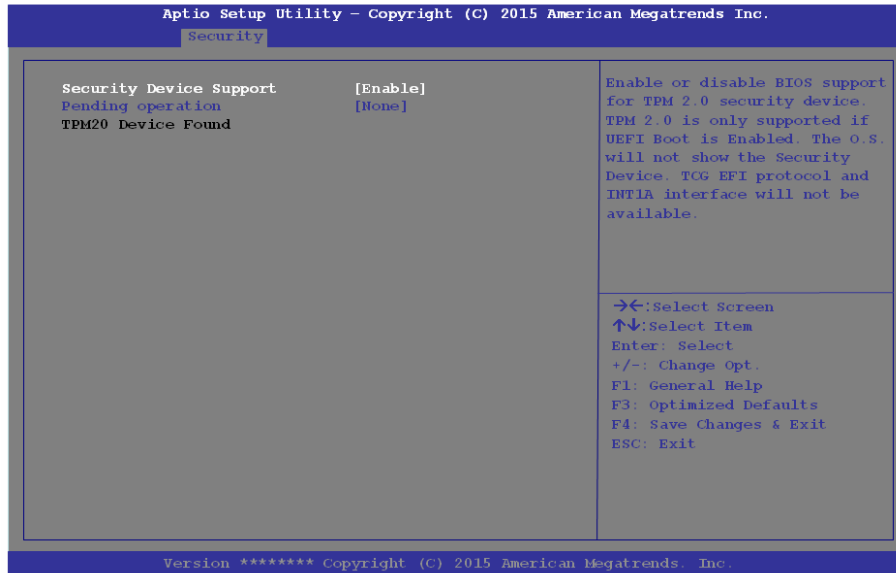 Aptio Setup Utility – Copyright (C) 2015 American Megatrends Inc.
Security
Security Device Support [Enable]
Pending operation [None]
TPM20 Device Found
Enable or disable BIOS support
for TPM 2.0 security device.
TPM 2.0 is only supported if
UEFI Boot is Enabled. The O.S.
will not show the Security
Device. TCG EFI protocol and
INT1A interface will not be
available.
→←:Select Screen
↑↓:Select Item
Enter: Select
+/-: Change Opt.
F1: General Help
F3: Optimized Defaults
F4: Save Changes & Exit
ESC: Exit
Version ******** Copyright (C) 2015 American Megatrends. Inc.